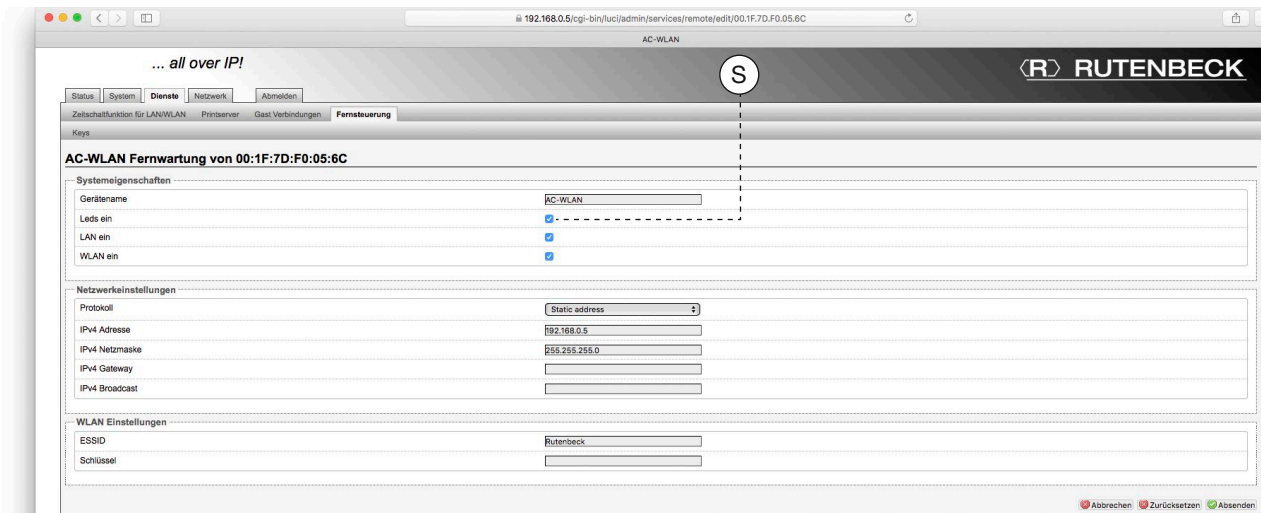 192.168.0.5/cgi-bin/luci/admin/services/remote/edit/00.1F.7D.F0.05.6C
AC-WLAN
... all over IP!
S
⟨R⟩ RUTENBECK
Status System Dienste Netzwerk Abmelden
Zeitschaltfunktion für LAN/WLAN Printserver Gast Verbindungen Fernsteuerung
Keys
AC-WLAN Fernwartung von 00:1F:7D:F0:05:6C
Systemeigenschaften
Gerätename AC-WLAN
Leds ein
LAN ein
WLAN ein
Netzwerkeinstellungen
Protokoll Static address
IPv4 Adresse 192.168.0.5
IPv4 Netzmaske 255.255.255.0
IPv4 Gateway
IPv4 Broadcast
WLAN Einstellungen
ESSID Rutenbeck
Schlüssel
Abbrechen Zurücksetzen Absenden